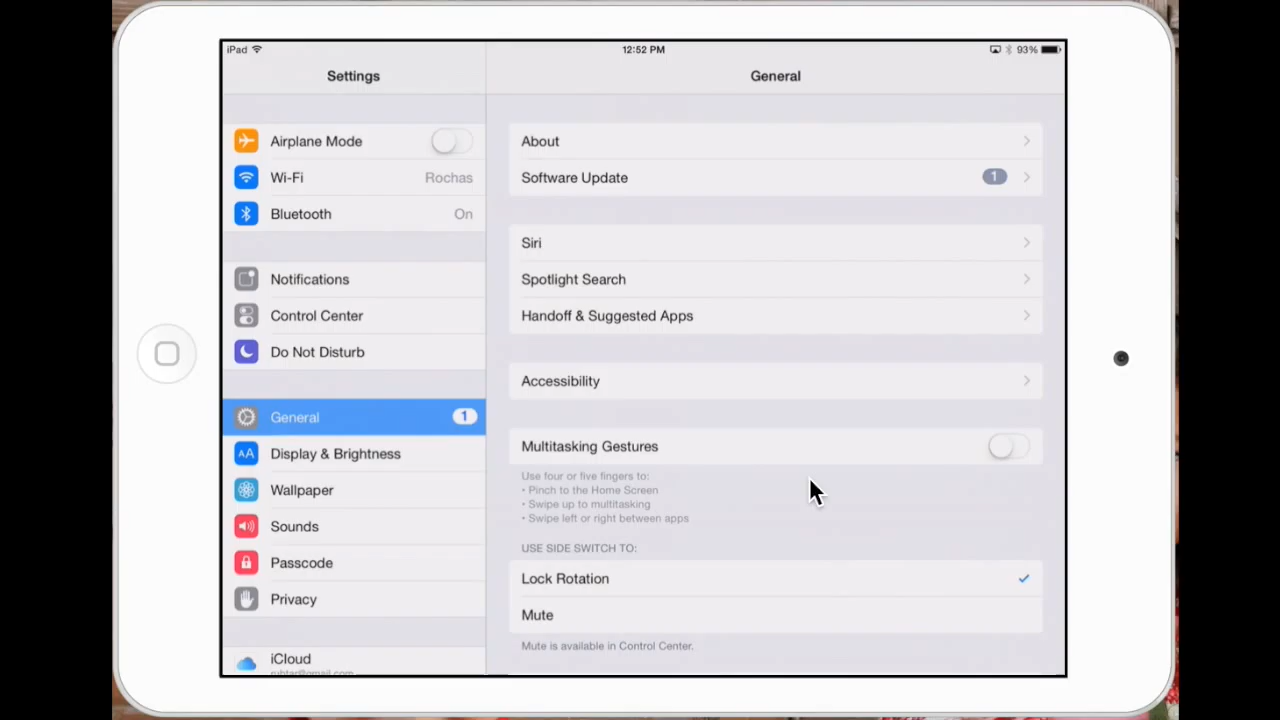 iPad 12:52 PM 93%
Settings
General
Airplane Mode
Wi-Fi Rochas
Bluetooth On
Notifications
Control Center
Do Not Disturb
General 1
AA Display & Brightness
Wallpaper
Sounds
Passcode
Privacy
iCloud
About
Software Update 1
Siri
Spotlight Search
Handoff & Suggested Apps
Accessibility
Multitasking Gestures
Use four or five fingers to:
• Pinch to the Home Screen
• Swipe up to multitasking
• Swipe left or right between apps
USE SIDE SWITCH TO:
Lock Rotation
Mute
Mute is available in Control Center.